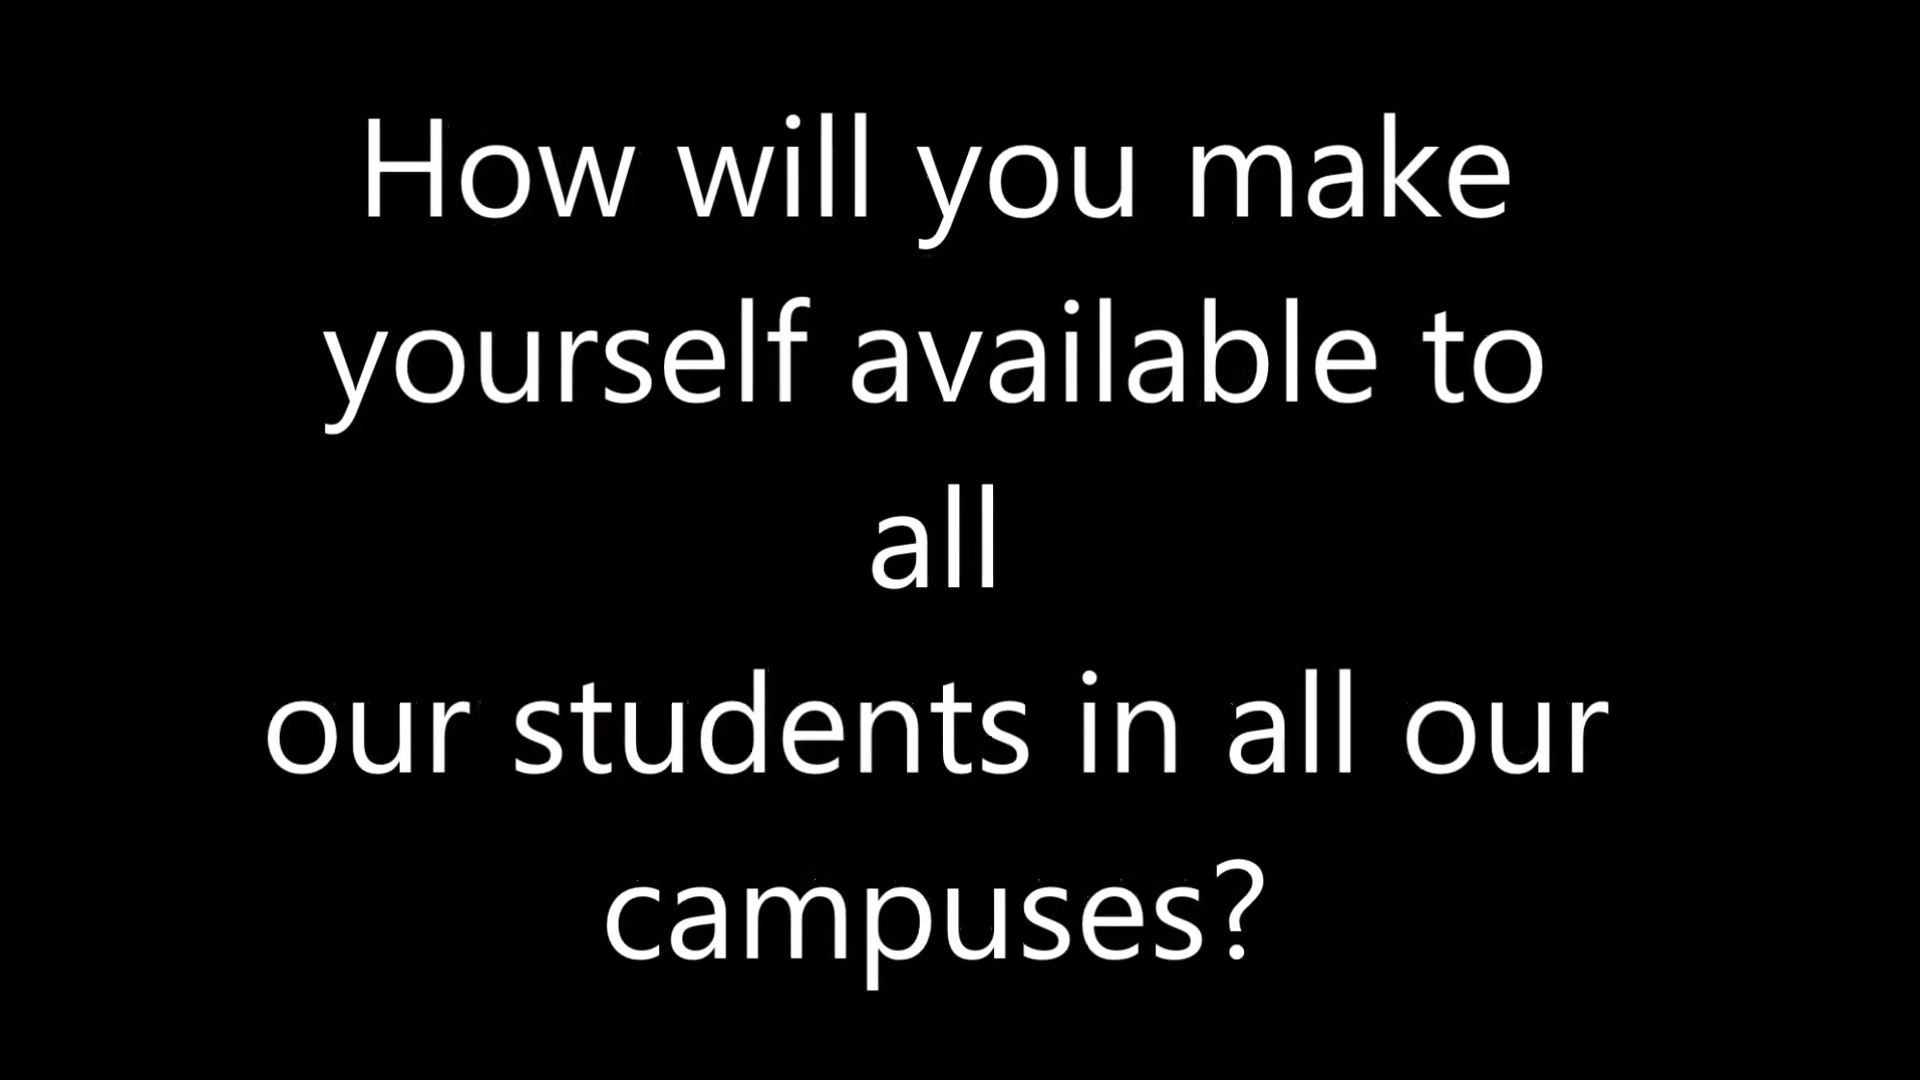 How will you make
yourself available to
all
our students in all our
campuses?